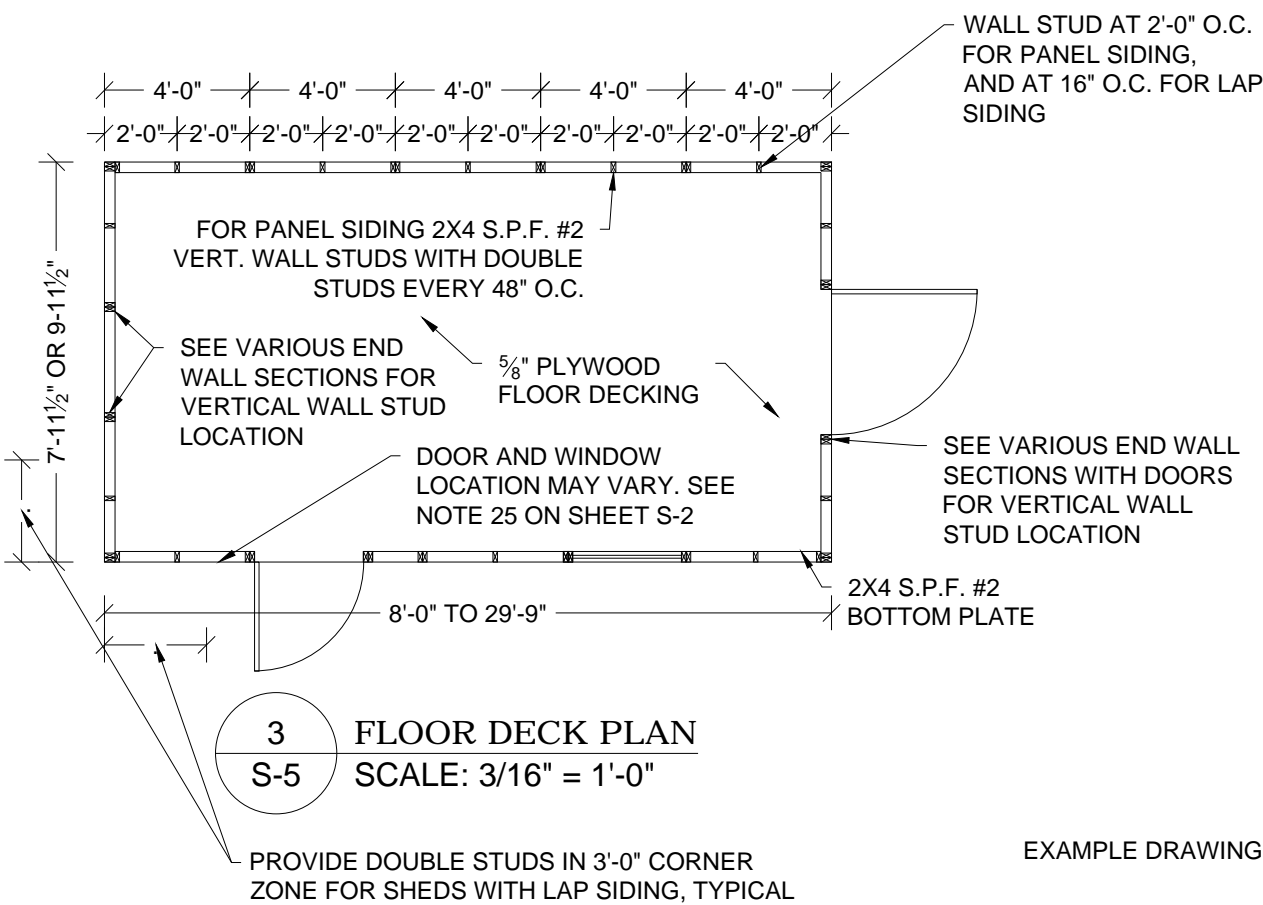 WALL STUD AT 2'-0" O.C.
FOR PANEL SIDING,
AND AT 16" O.C. FOR LAP
SIDING
4'-0" 4'-0" 4'-0" 4'-0" 4'-0"
2'-0" 2'-0" 2'-0" 2'-0" 2'-0" 2'-0" 2'-0" 2'-0" 2'-0" 2'-0"
FOR PANEL SIDING 2X4 S.P.F. #2
VERT. WALL STUDS WITH DOUBLE
STUDS EVERY 48" O.C.
7'-11½" OR 9-11½"
SEE VARIOUS END
WALL SECTIONS FOR
VERTICAL WALL STUD
LOCATION
⅝" PLYWOOD
FLOOR DECKING
DOOR AND WINDOW
LOCATION MAY VARY. SEE
NOTE 25 ON SHEET S-2
SEE VARIOUS END WALL
SECTIONS WITH DOORS
FOR VERTICAL WALL
STUD LOCATION
2X4 S.P.F. #2
BOTTOM PLATE
8'-0" TO 29'-9"
3
S-5
FLOOR DECK PLAN
SCALE: 3/16" = 1'-0"
PROVIDE DOUBLE STUDS IN 3'-0" CORNER
ZONE FOR SHEDS WITH LAP SIDING, TYPICAL
EXAMPLE DRAWING